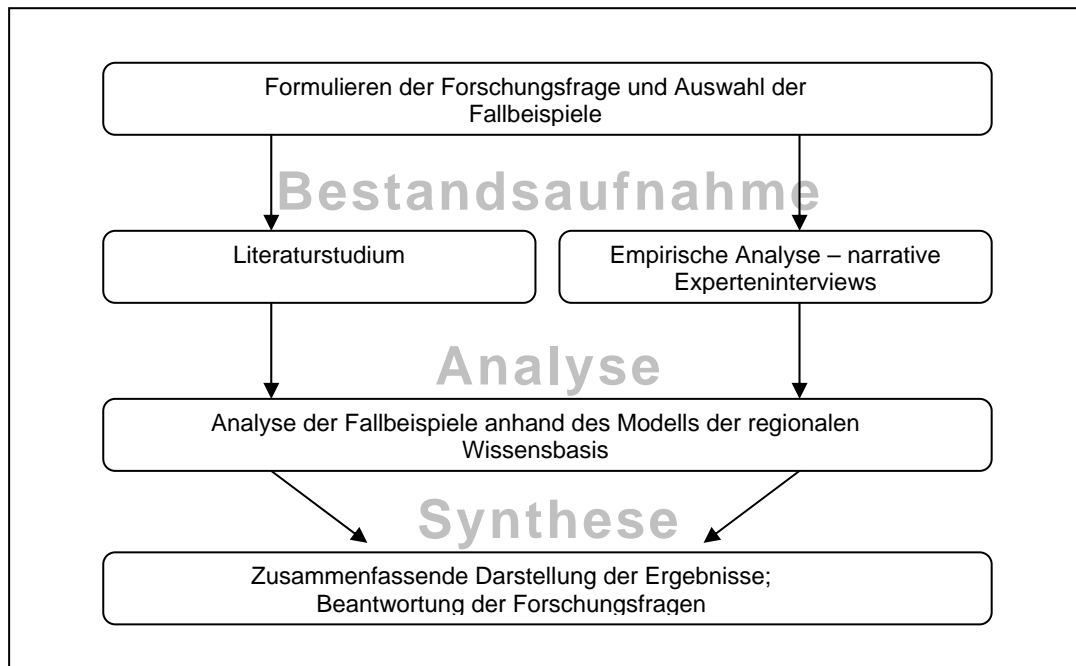 Formulieren der Forschungsfrage und Auswahl der
Fallbeispiele
Bestandsaufnahme
Literaturstudium
Empirische Analyse – narrative
Experteninterviews
Analyse
Analyse der Fallbeispiele anhand des Modells der regionalen
Wissensbasis
Synthese
Zusammenfassende Darstellung der Ergebnisse;
Beantwortung der Forschungsfragen